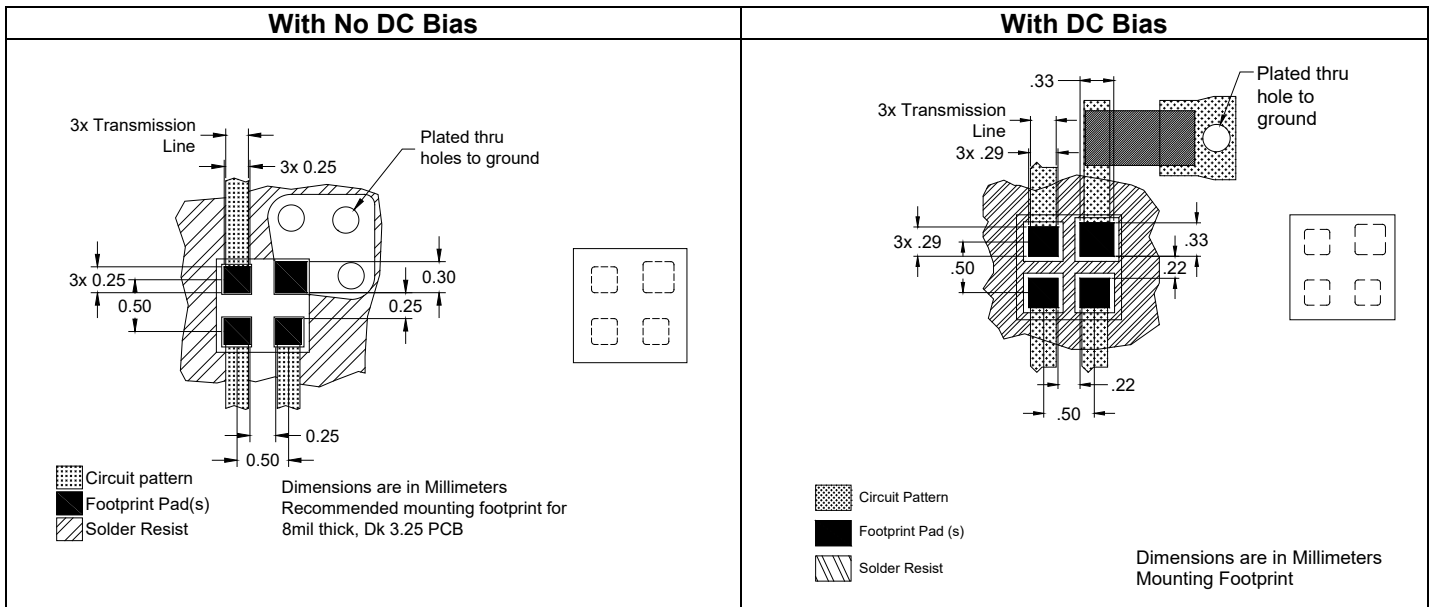 With No DC Bias
3x Transmission
Line
3x 0.25
Plated thru
holes to ground
3x 0.25
0.50
0.30
0.25
0.25
0.50
Circuit pattern
Footprint Pad(s)
Solder Resist
Dimensions are in Millimeters
Recommended mounting footprint for
8mil thick, Dk 3.25 PCB
With DC Bias
.33
3x Transmission
Line
3x .29
Plated thru
hole to
ground
3x .29
.50
.33
.22
.22
.50
Circuit Pattern
Footprint Pad (s)
Solder Resist
Dimensions are in Millimeters
Mounting Footprint